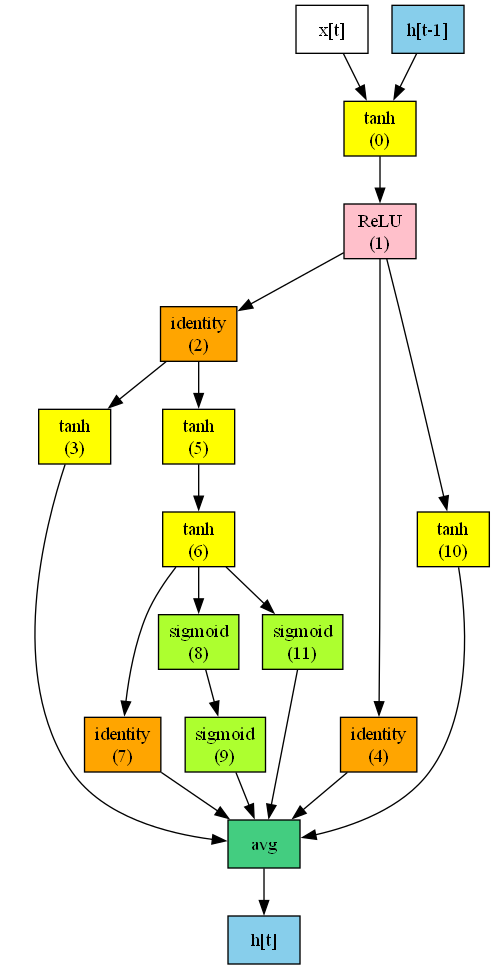 x[t]
h[t-1]
tanh
(0)
ReLU
(1)
identity
(2)
tanh
(3)
tanh
(5)
tanh
(6)
tanh
(10)
sigmoid
(8)
sigmoid
(11)
identity
(7)
sigmoid
(9)
identity
(4)
avg
h[t]